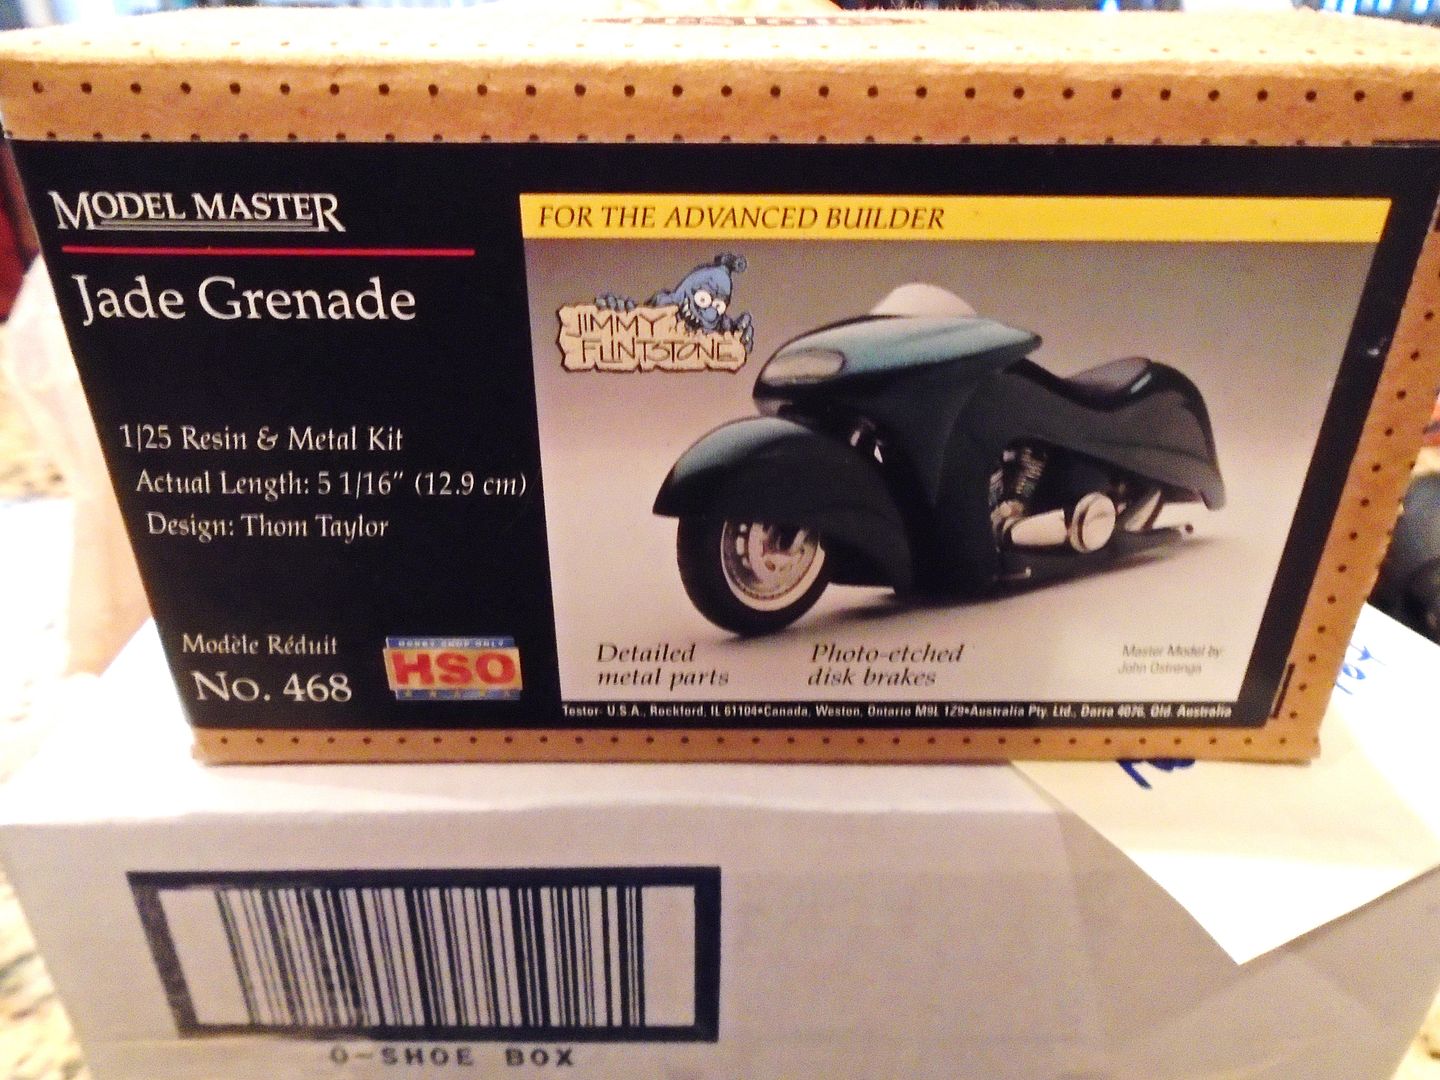 MODEL MASTER
Jade Grenade
1/25 Resin & Metal Kit
Actual Length: 5 1/16" (12.9 cm)
Design: Thom Taylor
Modèle Réduit
No. 468
HOBBY SHOP ONLY
HSO
FOR THE ADVANCED BUILDER
JIMMY
FLINTSTONE
Detailed
metal parts
Photo-etched
disk brakes
Master Model by:
John Ostrenga
Testor- U.S.A., Rockford, IL 61104•Canada, Weston, Ontario M9L 1Z9•Australia Pty. Ltd., Darra 4076, Qld. Australia
0-SHOE BOX